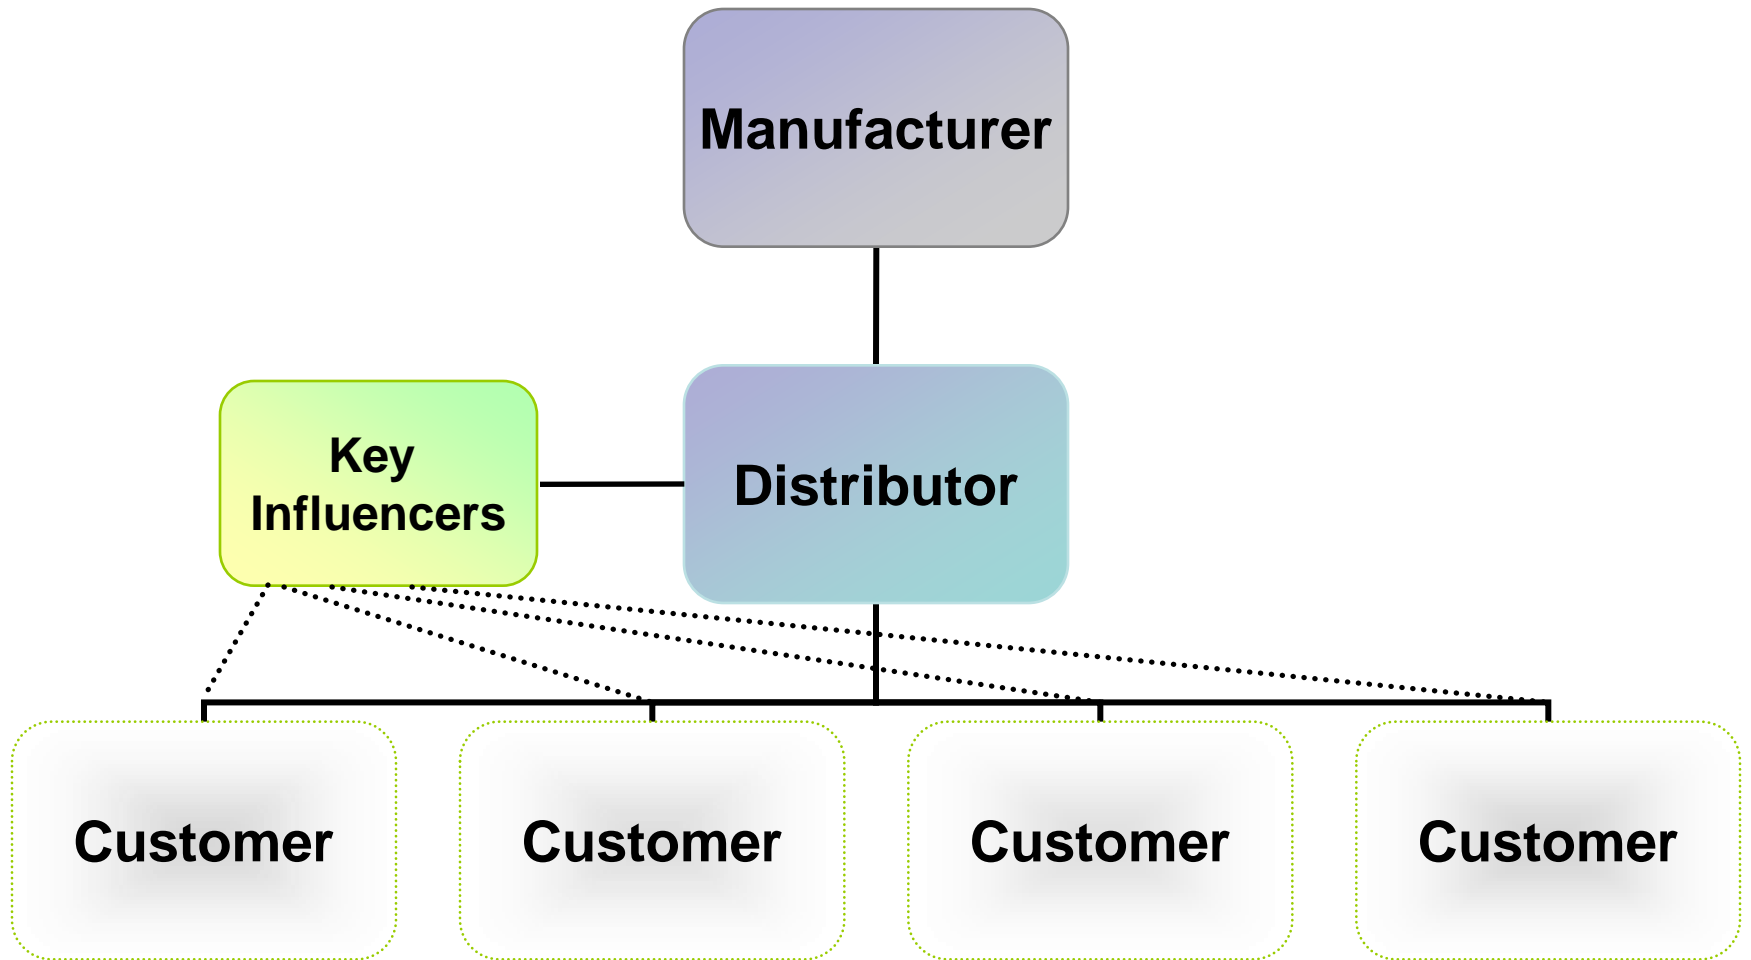 Manufacturer
Key
Influencers
Distributor
Customer
Customer
Customer
Customer